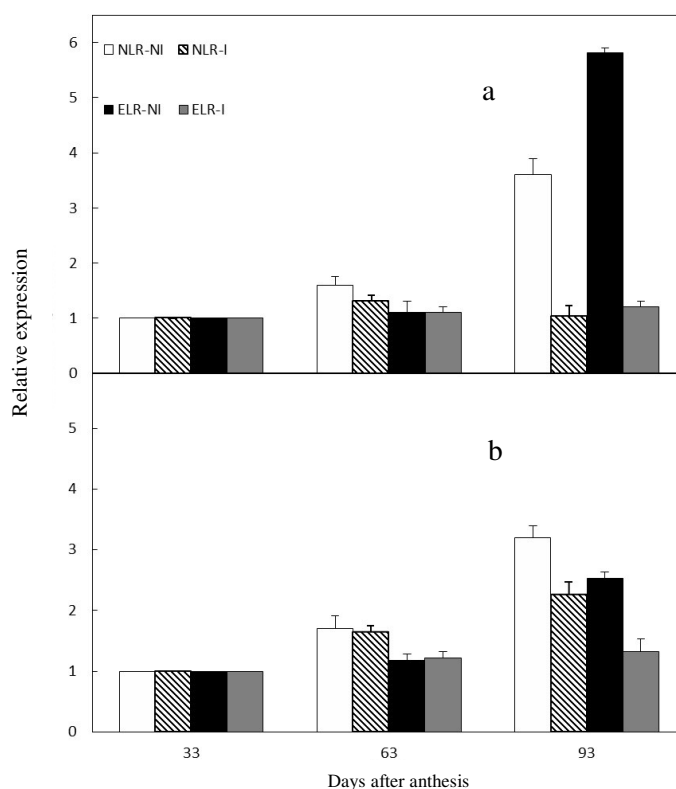 6
NLR-NI NLR-I
5
ELR-NI ELR-I
a
4
3
2
1
0
Relative expression
5
b
4
3
2
1
0
33 63 93
Days after anthesis